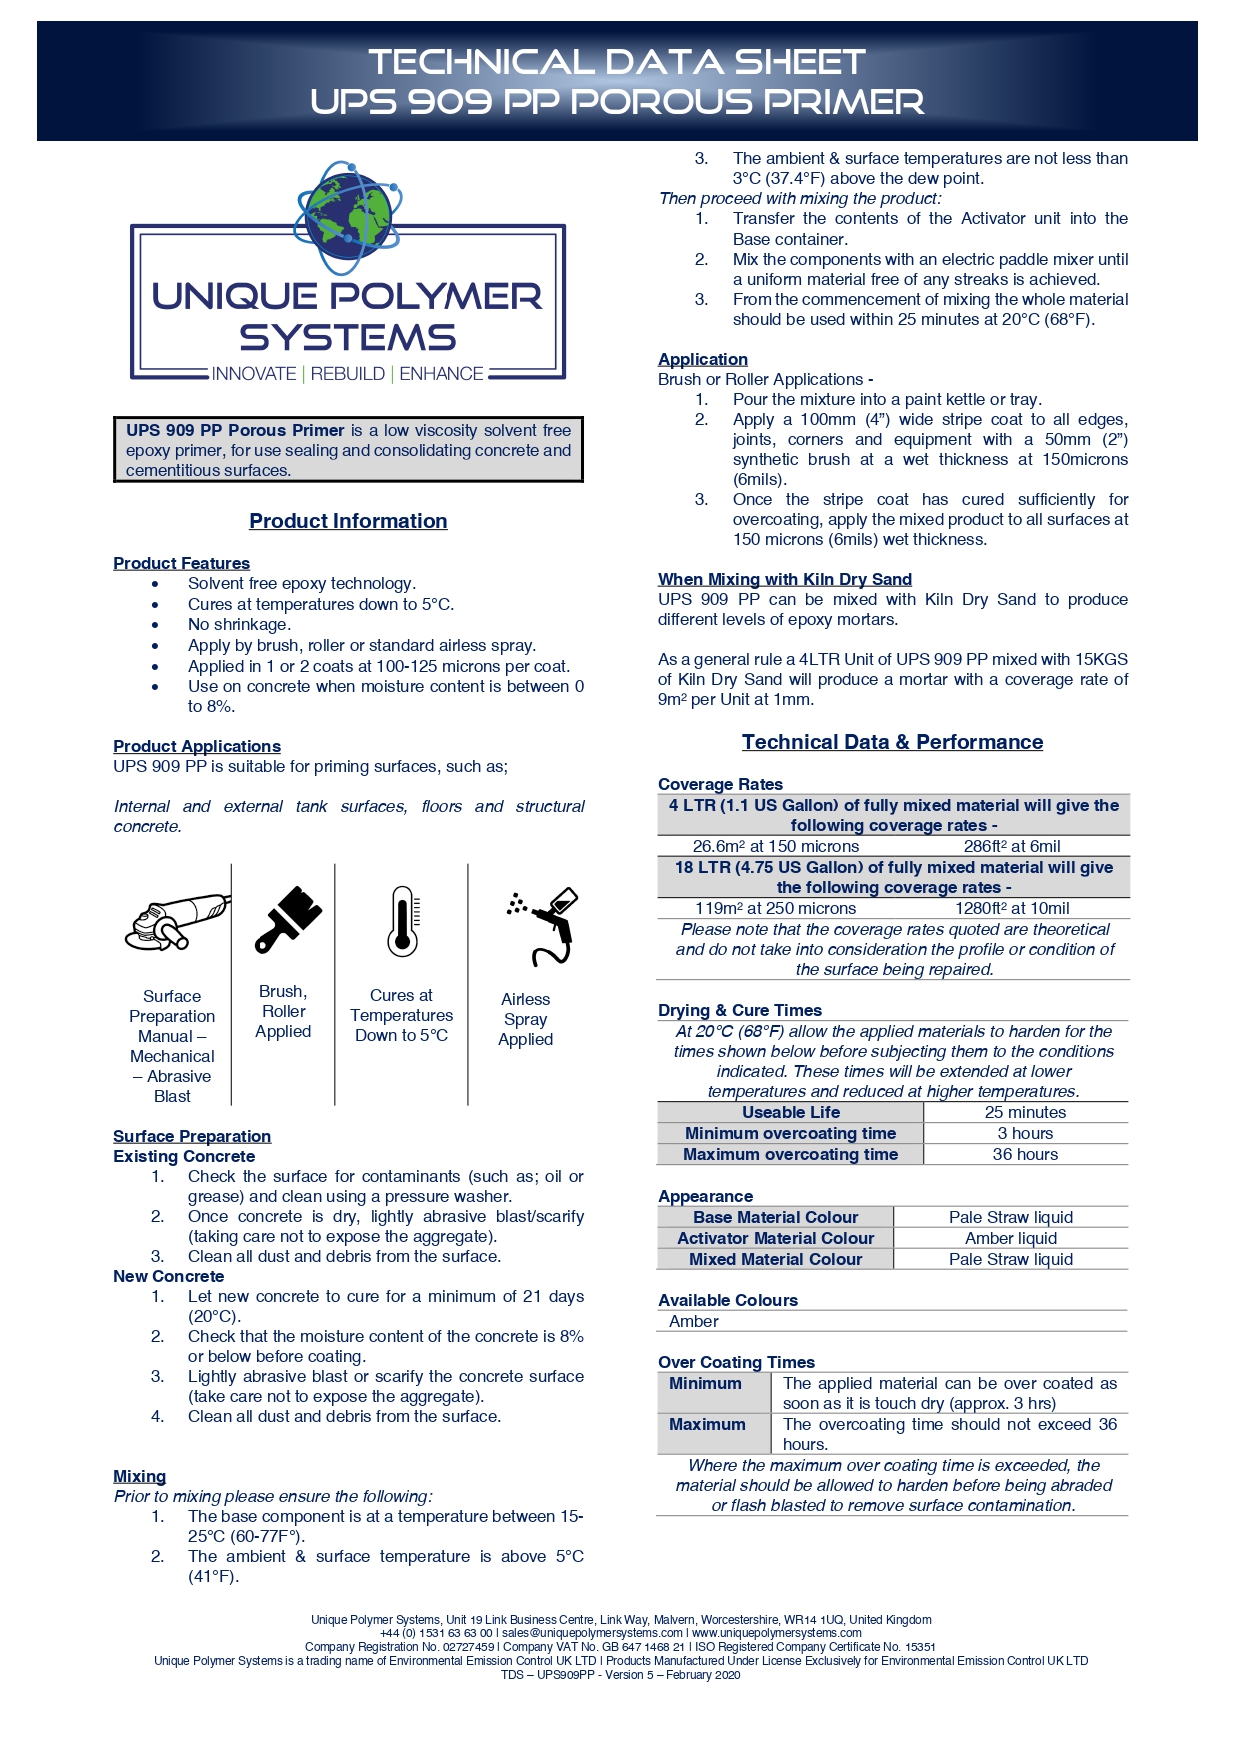 TECHNICAL DATA SHEET
UPS 909 PP POROUS PRIMER
UNIQUE POLYMER
SYSTEMS
INNOVATE | REBUILD | ENHANCE
UPS 909 PP Porous Primer is a low viscosity solvent free
epoxy primer, for use sealing and consolidating concrete and
cementitious surfaces.
Product Information
Product Features
• Solvent free epoxy technology.
• Cures at temperatures down to 5°C.
• No shrinkage.
• Apply by brush, roller or standard airless spray.
• Applied in 1 or 2 coats at 100-125 microns per coat.
• Use on concrete when moisture content is between 0
to 8%.
Product Applications
UPS 909 PP is suitable for priming surfaces, such as;
Internal and external tank surfaces, floors and structural
concrete.
Surface
Preparation
Manual –
Mechanical
– Abrasive
Blast
Brush,
Roller
Applied
Cures at
Temperatures
Down to 5°C
Airless
Spray
Applied
Surface Preparation
Existing Concrete
1. Check the surface for contaminants (such as; oil or
grease) and clean using a pressure washer.
2. Once concrete is dry, lightly abrasive blast/scarify
(taking care not to expose the aggregate).
3. Clean all dust and debris from the surface.
New Concrete
1. Let new concrete to cure for a minimum of 21 days
(20°C).
2. Check that the moisture content of the concrete is 8%
or below before coating.
3. Lightly abrasive blast or scarify the concrete surface
(take care not to expose the aggregate).
4. Clean all dust and debris from the surface.
Mixing
Prior to mixing please ensure the following:
1. The base component is at a temperature between 15-
25°C (60-77F°).
2. The ambient & surface temperature is above 5°C
(41°F).
3. The ambient & surface temperatures are not less than
3°C (37.4°F) above the dew point.
Then proceed with mixing the product:
1. Transfer the contents of the Activator unit into the
Base container.
2. Mix the components with an electric paddle mixer until
a uniform material free of any streaks is achieved.
3. From the commencement of mixing the whole material
should be used within 25 minutes at 20°C (68°F).
Application
Brush or Roller Applications -
1. Pour the mixture into a paint kettle or tray.
2. Apply a 100mm (4”) wide stripe coat to all edges,
joints, corners and equipment with a 50mm (2”)
synthetic brush at a wet thickness at 150microns
(6mils).
3. Once the stripe coat has cured sufficiently for
overcoating, apply the mixed product to all surfaces at
150 microns (6mils) wet thickness.
When Mixing with Kiln Dry Sand
UPS 909 PP can be mixed with Kiln Dry Sand to produce
different levels of epoxy mortars.
As a general rule a 4LTR Unit of UPS 909 PP mixed with 15KGS
of Kiln Dry Sand will produce a mortar with a coverage rate of
9m² per Unit at 1mm.
Technical Data & Performance
Coverage Rates
4 LTR (1.1 US Gallon) of fully mixed material will give the
following coverage rates -
26.6m² at 150 microns 286ft² at 6mil
18 LTR (4.75 US Gallon) of fully mixed material will give
the following coverage rates -
119m² at 250 microns 1280ft² at 10mil
Please note that the coverage rates quoted are theoretical
and do not take into consideration the profile or condition of
the surface being repaired.
Drying & Cure Times
At 20°C (68°F) allow the applied materials to harden for the
times shown below before subjecting them to the conditions
indicated. These times will be extended at lower
temperatures and reduced at higher temperatures.
Useable Life 25 minutes
Minimum overcoating time 3 hours
Maximum overcoating time 36 hours
Appearance
Base Material Colour Pale Straw liquid
Activator Material Colour Amber liquid
Mixed Material Colour Pale Straw liquid
Available Colours
Amber
Over Coating Times
Minimum The applied material can be over coated as
soon as it is touch dry (approx. 3 hrs)
Maximum The overcoating time should not exceed 36
hours.
Where the maximum over coating time is exceeded, the
material should be allowed to harden before being abraded
or flash blasted to remove surface contamination.
Unique Polymer Systems, Unit 19 Link Business Centre, Link Way, Malvern, Worcestershire, WR14 1UQ, United Kingdom
+44 (0) 1531 63 63 00 | sales@uniquepolymersystems.com | www.uniquepolymersystems.com
Company Registration No. 02727459 | Company VAT No. GB 647 1468 21 | ISO Registered Company Certificate No. 15351
Unique Polymer Systems is a trading name of Environmental Emission Control UK LTD | Products Manufactured Under License Exclusively for Environmental Emission Control UK LTD
TDS – UPS909PP - Version 5 – February 2020